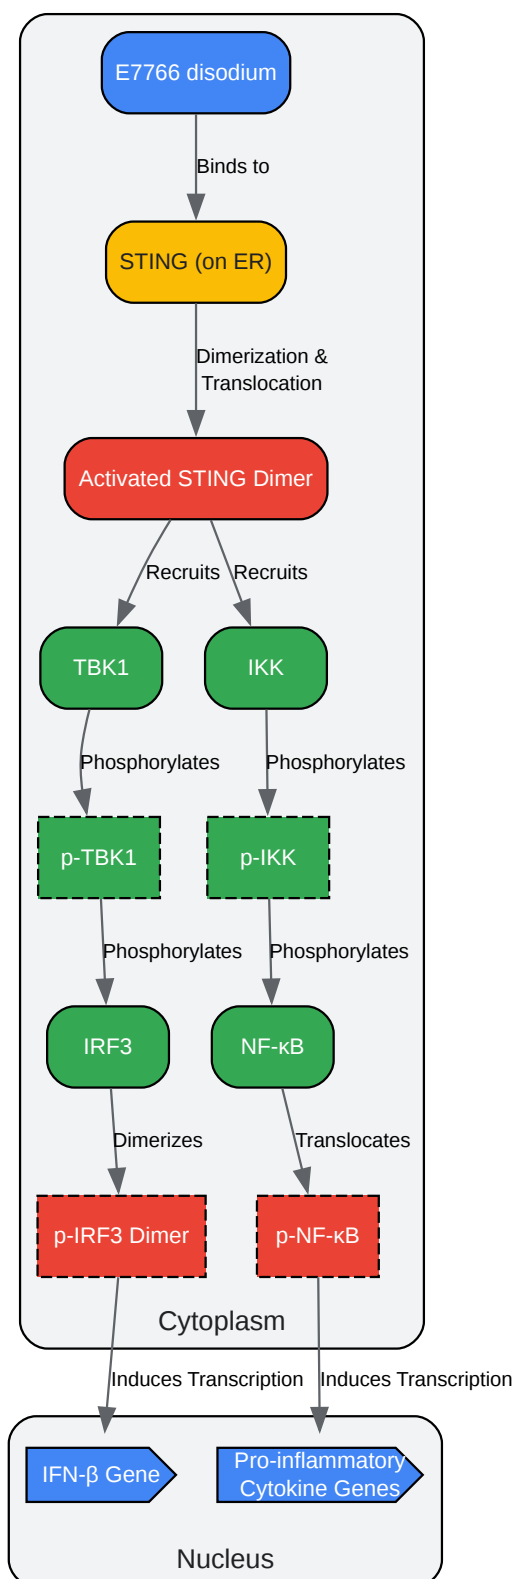 E7766 disodium
Binds to
STING (on ER)
Dimerization &
Translocation
Activated STING Dimer
Recruits
Recruits
TBK1
IKK
Phosphorylates
Phosphorylates
p-TBK1
p-IKK
Phosphorylates
Phosphorylates
IRF3
NF-κB
Dimerizes
Translocates
p-IRF3 Dimer
p-NF-κB
Cytoplasm
Induces Transcription
Induces Transcription
IFN-β Gene
Pro-inflammatory
Cytokine Genes
Nucleus